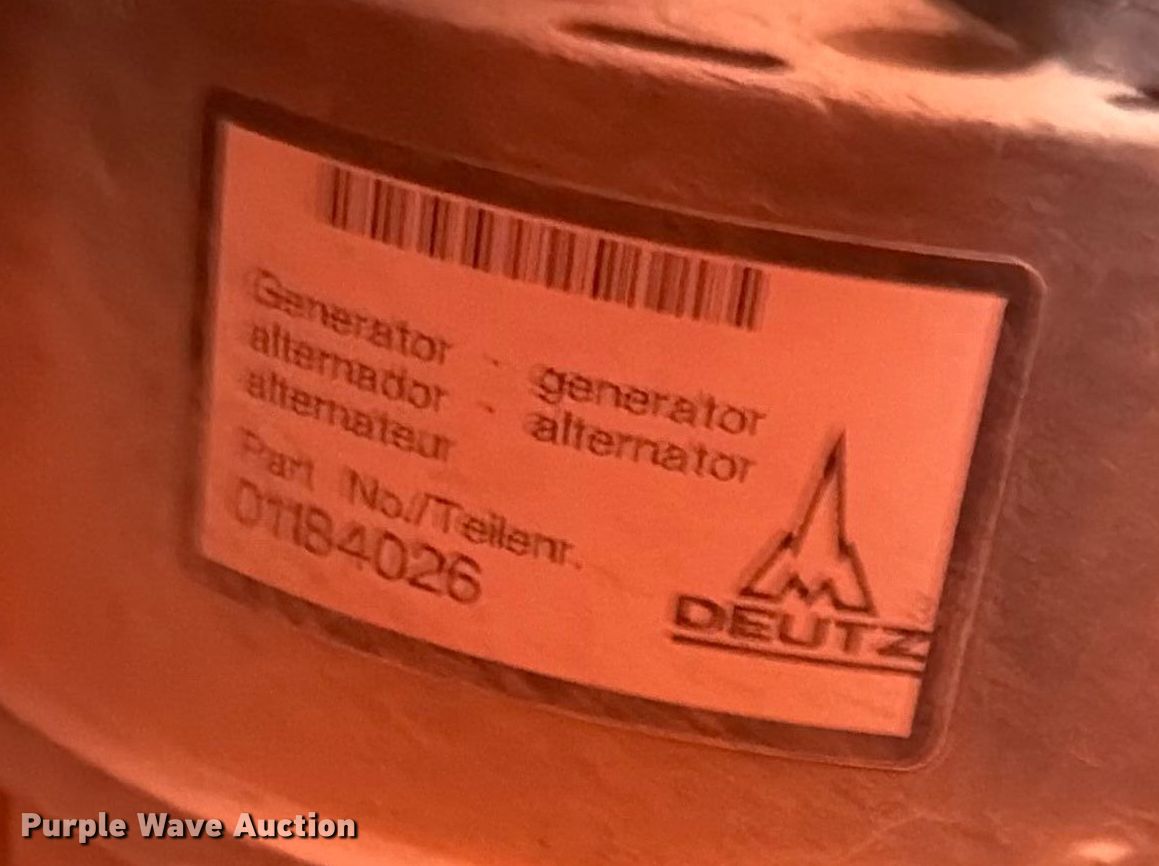 Generator - generator
alternador - alternator
alternateur
Part No./Teilenr.
01184026
DEUTZ
Purple Wave Auction